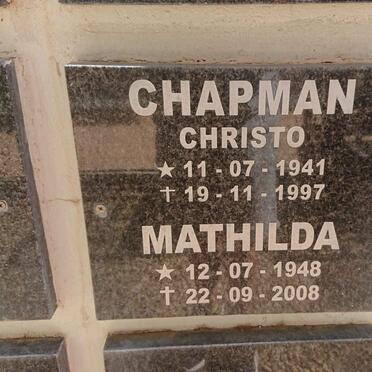 CHAPMAN
CHRISTO
★ 11 - 07 - 1941
✝ 19 - 11 - 1997
MATHILDA
★ 12 - 07 - 1948
✝ 22 - 09 - 2008